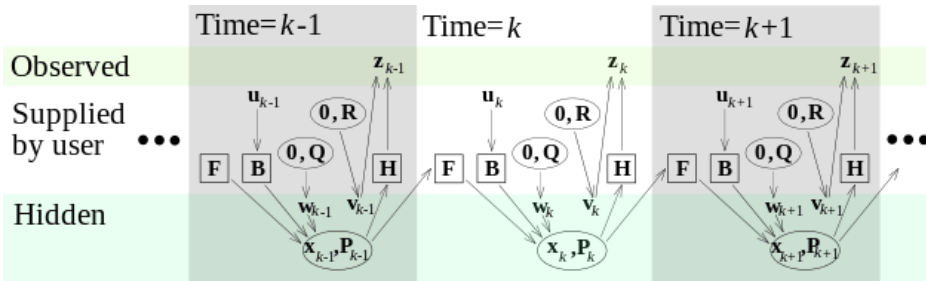 Time=k-1 Time=k Time=k+1
Observed z_{k-1} z_k z_{k+1}
u_{k-1} u_k u_{k+1}
Supplied 0,R 0,R 0,R
by user ••• 0,Q 0,Q 0,Q •••
F B H F B H F B H
Hidden w_{k-1} v_{k-1} w_k v_k w_{k+1} v_{k+1}
x_{k-1},P_{k-1} x_k,P_k x_{k+1},P_{k+1}